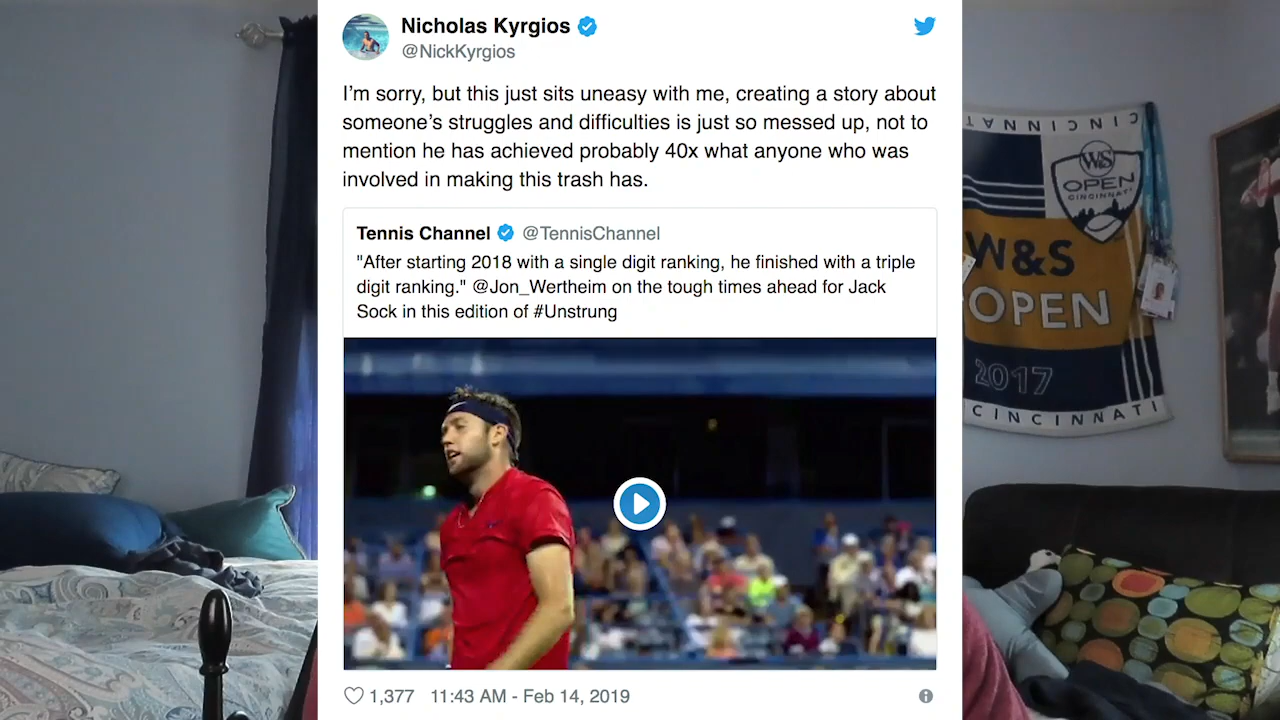 Nicholas Kyrgios
@NickKyrgios
I’m sorry, but this just sits uneasy with me, creating a story about
someone’s struggles and difficulties is just so messed up, not to
mention he has achieved probably 40x what anyone who was
involved in making this trash has.
Tennis Channel @TennisChannel
"After starting 2018 with a single digit ranking, he finished with a triple
digit ranking." @Jon_Wertheim on the tough times ahead for Jack
Sock in this edition of #Unstrung
1,377 11:43 AM - Feb 14, 2019
CINCINNATI
W&S
OPEN
CINCINNATI
W&S
OPEN
2017
CINCINNATI